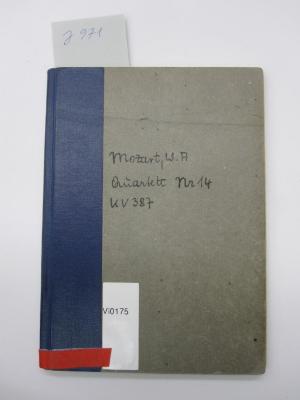 J 971
Mozart, W. A
Quartett Nr 14
KV 387
Vi0175